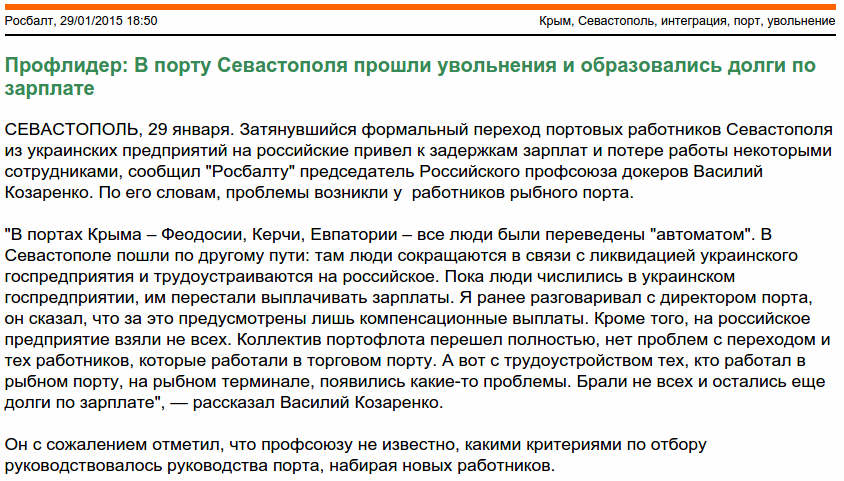 Росбалт, 29/01/2015 18:50
Крым, Севастополь, интеграция, порт, увольнение
Профлидер: В порту Севастополя прошли увольнения и образовались долги по
зарплате
СЕВАСТОПОЛЬ, 29 января. Затянувшийся формальный переход портовых работников Севастополя
из украинских предприятий на российские привел к задержкам зарплат и потере работы некоторыми
сотрудниками, сообщил "Росбалту" председатель Российского профсоюза докеров Василий
Козаренко. По его словам, проблемы возникли у работников рыбного порта.
"В портах Крыма – Феодосии, Керчи, Евпатории – все люди были переведены "автоматом". В
Севастополе пошли по другому пути: там люди сокращаются в связи с ликвидацией украинского
госпредприятия и трудоустраиваются на российское. Пока люди числились в украинском
госпредприятии, им перестали выплачивать зарплаты. Я ранее разговаривал с директором порта,
он сказал, что за это предусмотрены лишь компенсационные выплаты. Кроме того, на российское
предприятие взяли не всех. Коллектив портофлота перешел полностью, нет проблем с переходом и
тех работников, которые работали в торговом порту. А вот с трудоустройством тех, кто работал в
рыбном порту, на рыбном терминале, появились какие-то проблемы. Брали не всех и остались еще
долги по зарплате", — рассказал Василий Козаренко.
Он с сожалением отметил, что профсоюзу не известно, какими критериями по отбору
руководствовалось руководства порта, набирая новых работников.